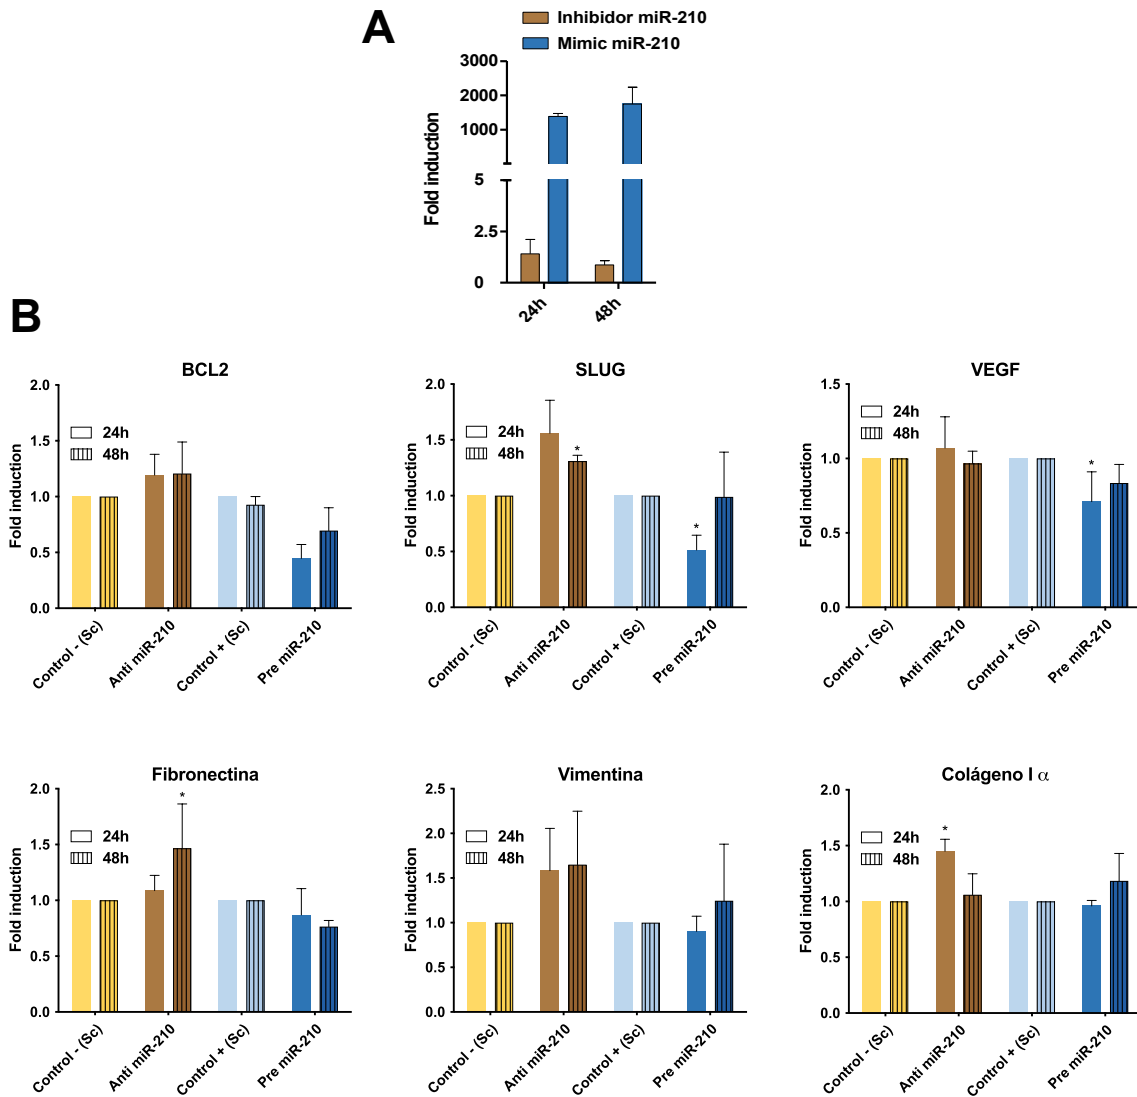 A
Inhibidor miR-210
Mimic miR-210
Fold induction
3000
2000
1000
5
2.5
0
24h
48h
B
BCL2
Fold induction
2.0
1.5
1.0
0.5
0.0
24h
48h
Control - (Sc)
Anti miR-210
Control + (Sc)
Pre miR-210
SLUG
Fold induction
2.0
1.5
1.0
0.5
0.0
24h
48h
*
*
Control - (Sc)
Anti miR-210
Control + (Sc)
Pre miR-210
VEGF
Fold induction
1.5
1.0
0.5
0.0
24h
48h
*
Control - (Sc)
Anti miR-210
Control + (Sc)
Pre miR-210
Fibronectina
Fold induction
2.0
1.5
1.0
0.5
0.0
24h
48h
*
Control - (Sc)
Anti miR-210
Control + (Sc)
Pre miR-210
Vimentina
Fold induction
2.5
2.0
1.5
1.0
0.5
0.0
24h
48h
Control - (Sc)
Anti miR-210
Control + (Sc)
Pre miR-210
Colágeno I α
Fold induction
2.0
1.5
1.0
0.5
0.0
24h
48h
*
Control - (Sc)
Anti miR-210
Control + (Sc)
Pre miR-210